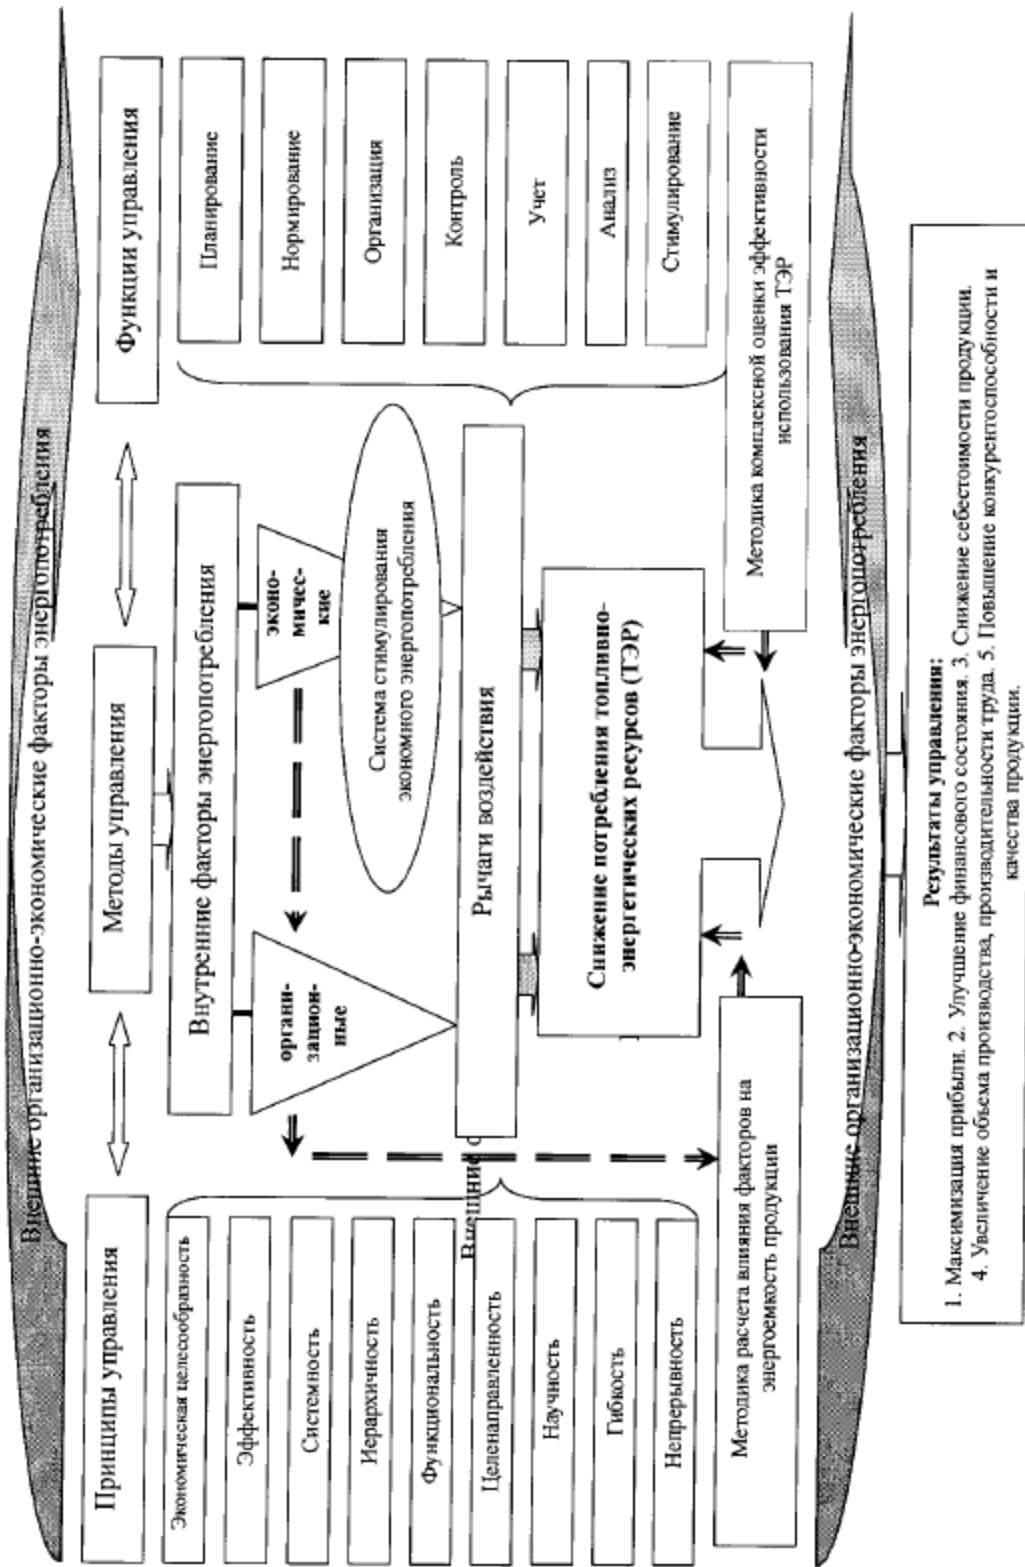 Внешние организационно-экономические факторы энергопотребления
Принципы управления
Методы управления
Функции управления
Экономическая целесообразность
Эффективность
Системность
Иерархичность
Функциональность
Целенаправленность
Научность
Гибкость
Непрерывность
Внутренние факторы энергопотребления
органи-
зацион-
ные
эконо-
мичес-
кие
Система стимулирования
экономного энергопотребления
Внешние
Рычаги воздействия
Снижение потребления топливно-
энергетических ресурсов (ТЭР)
Планирование
Нормирование
Организация
Контроль
Учет
Анализ
Стимулирование
Методика расчета влияния факторов на
энергоемкость продукции
Методика комплексной оценки эффективности
использования ТЭР
Внешние организационно-экономические факторы энергопотребления
Результаты управления:
1. Максимизация прибыли. 2. Улучшение финансового состояния. 3. Снижение себестоимости продукции.
4. Увеличение объема производства, производительности труда. 5. Повышение конкурентоспособности и
качества продукции.